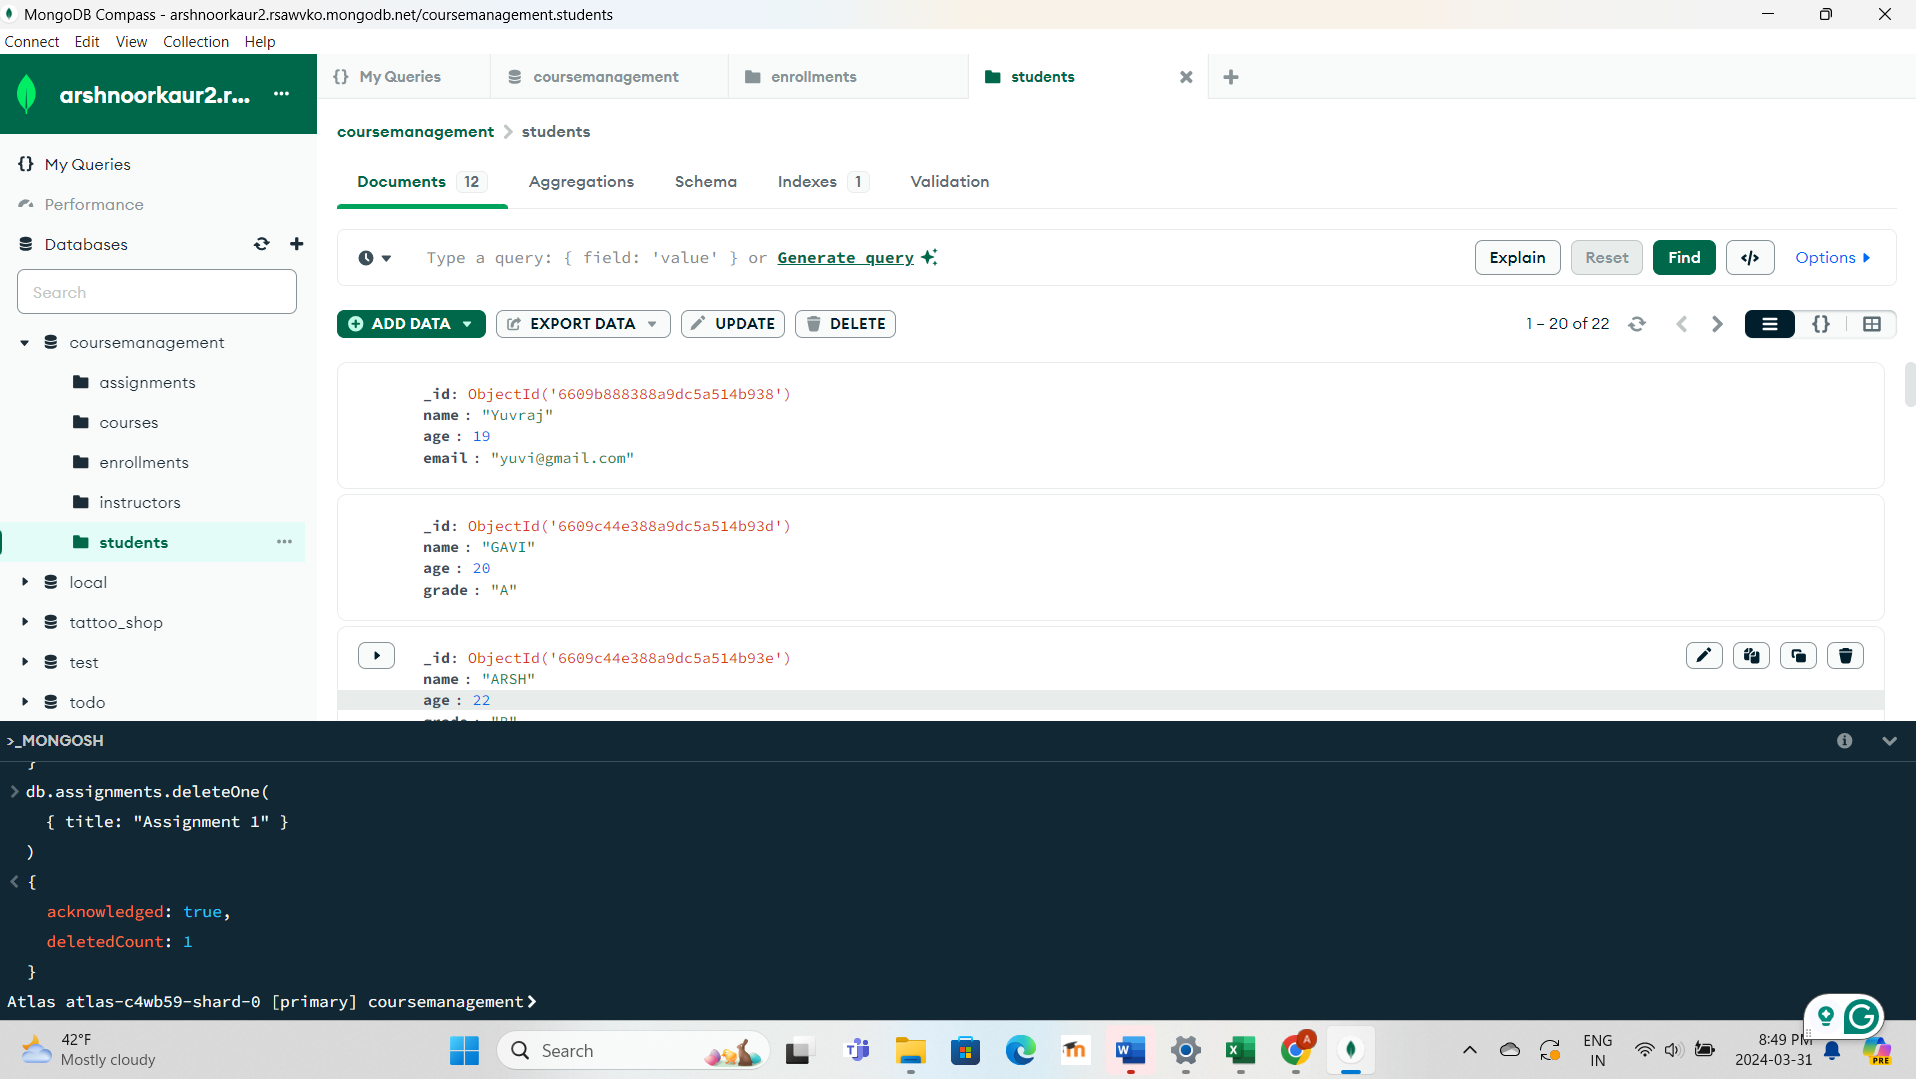 MongoDB Compass - arshnoorkaur2.rsawvko.mongodb.net/coursemanagement.students
Connect Edit View Collection Help
arshnoorkaur2.r...
My Queries
Performance
Databases
Search
coursemanagement
assignments
courses
enrollments
instructors
students
local
tattoo_shop
test
todo
{} My Queries coursemanagement enrollments students
coursemanagement > students
Documents 12 Aggregations Schema Indexes 1 Validation
Type a query: { field: 'value' } or Generate query
Explain Reset Find </> Options
ADD DATA EXPORT DATA UPDATE DELETE
1 – 20 of 22 {}
_id: ObjectId('6609b888388a9dc5a514b938')
name : "Yuvraj"
age : 19
email : "yuvi@gmail.com"
_id: ObjectId('6609c44e388a9dc5a514b93d')
name : "GAVI"
age : 20
grade : "A"
_id: ObjectId('6609c44e388a9dc5a514b93e')
name : "ARSH"
age : 22
grade : "B"
>_MONGOSH
}
> db.assignments.deleteOne(
{ title: "Assignment 1" }
)
< {
acknowledged: true,
deletedCount: 1
}
Atlas atlas-c4wb59-shard-0 [primary] coursemanagement>
42°F
Mostly cloudy
Search
ENG
IN
8:49 PM
2024-03-31
PRE